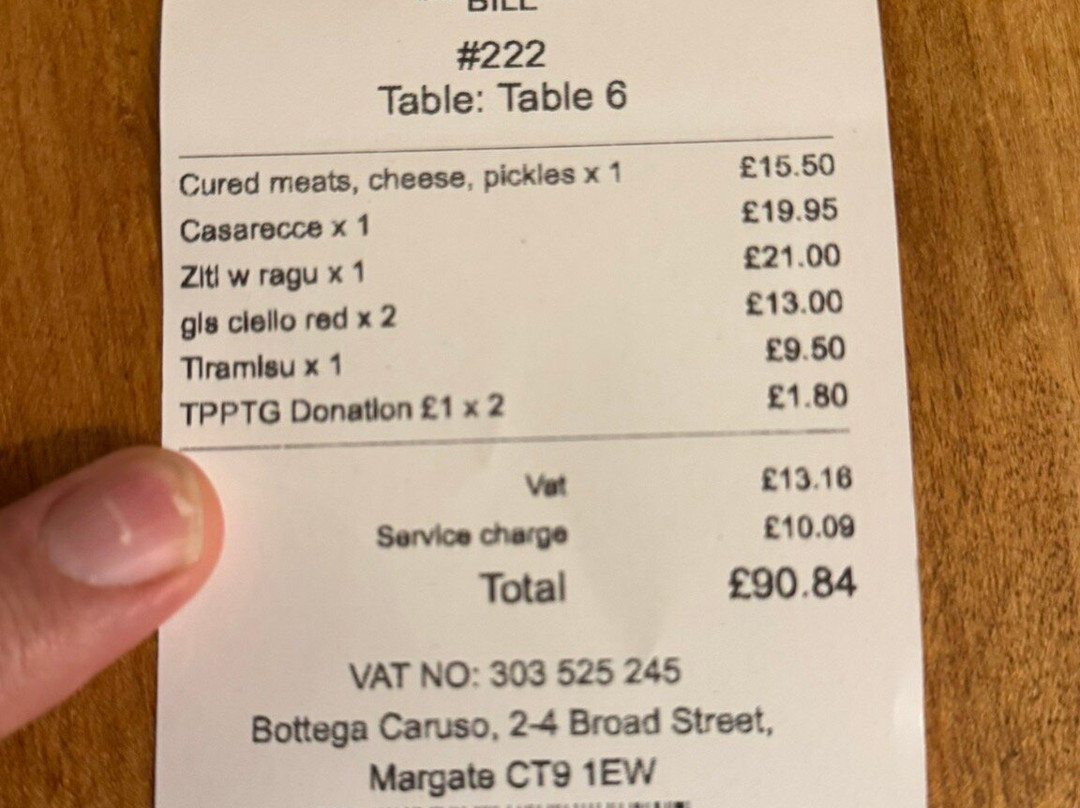 BILL
#222
Table: Table 6
Cured meats, cheese, pickles x 1 £15.50
Casarecce x 1 £19.95
Ziti w ragu x 1 £21.00
gls ciello red x 2 £13.00
Tiramisu x 1 £9.50
TPPTG Donation £1 x 2 £1.80
Vat £13.16
Service charge £10.09
Total £90.84
VAT NO: 303 525 245
Bottega Caruso, 2-4 Broad Street,
Margate CT9 1EW